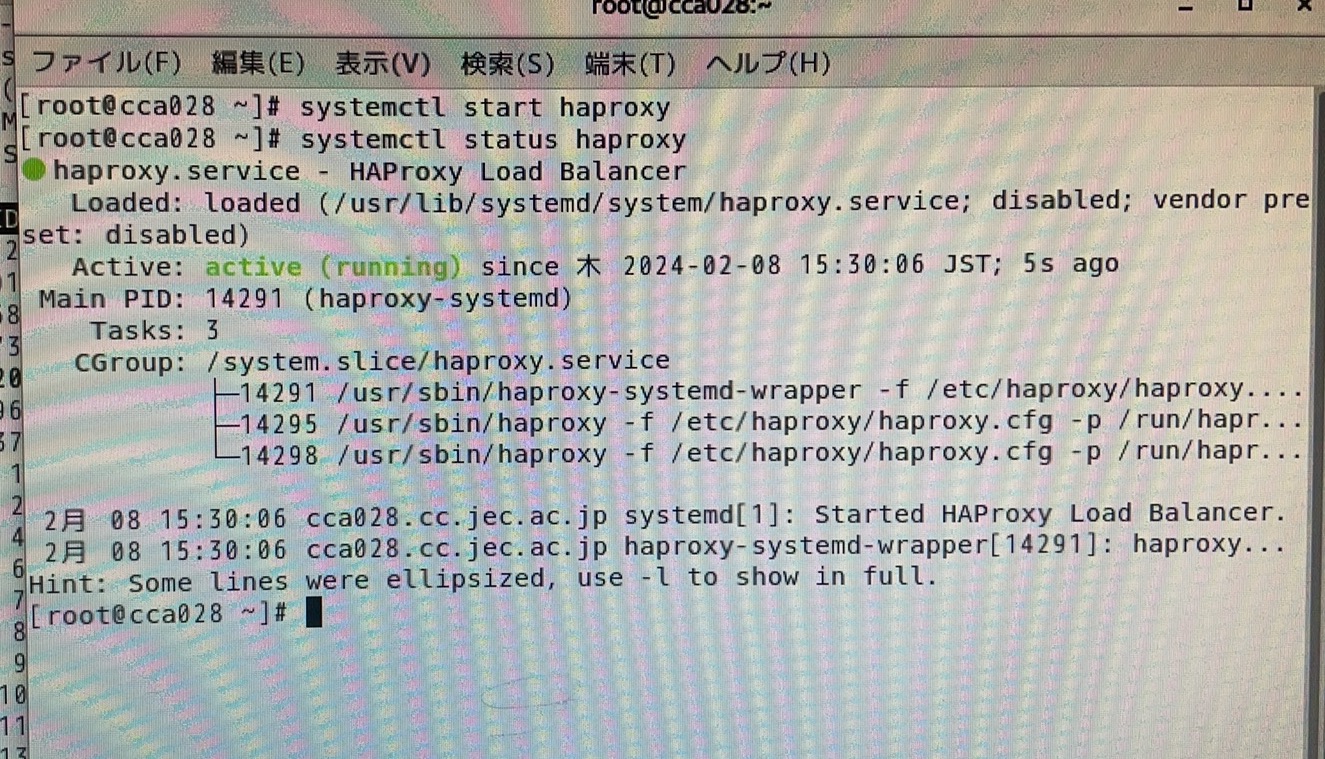 root@cca028:~
ファイル(F) 編集(E) 表示(V) 検索(S) 端末(T) ヘルプ(H)
[root@cca028 ~]# systemctl start haproxy
[root@cca028 ~]# systemctl status haproxy
● haproxy.service - HAProxy Load Balancer
Loaded: loaded (/usr/lib/systemd/system/haproxy.service; disabled; vendor pre
set: disabled)
Active: active (running) since 木 2024-02-08 15:30:06 JST; 5s ago
Main PID: 14291 (haproxy-systemd)
Tasks: 3
CGroup: /system.slice/haproxy.service
├─14291 /usr/sbin/haproxy-systemd-wrapper -f /etc/haproxy/haproxy....
├─14295 /usr/sbin/haproxy -f /etc/haproxy/haproxy.cfg -p /run/hapr...
└─14298 /usr/sbin/haproxy -f /etc/haproxy/haproxy.cfg -p /run/hapr...
2月 08 15:30:06 cca028.cc.jec.ac.jp systemd[1]: Started HAProxy Load Balancer.
2月 08 15:30:06 cca028.cc.jec.ac.jp haproxy-systemd-wrapper[14291]: haproxy...
Hint: Some lines were ellipsized, use -l to show in full.
[root@cca028 ~]#